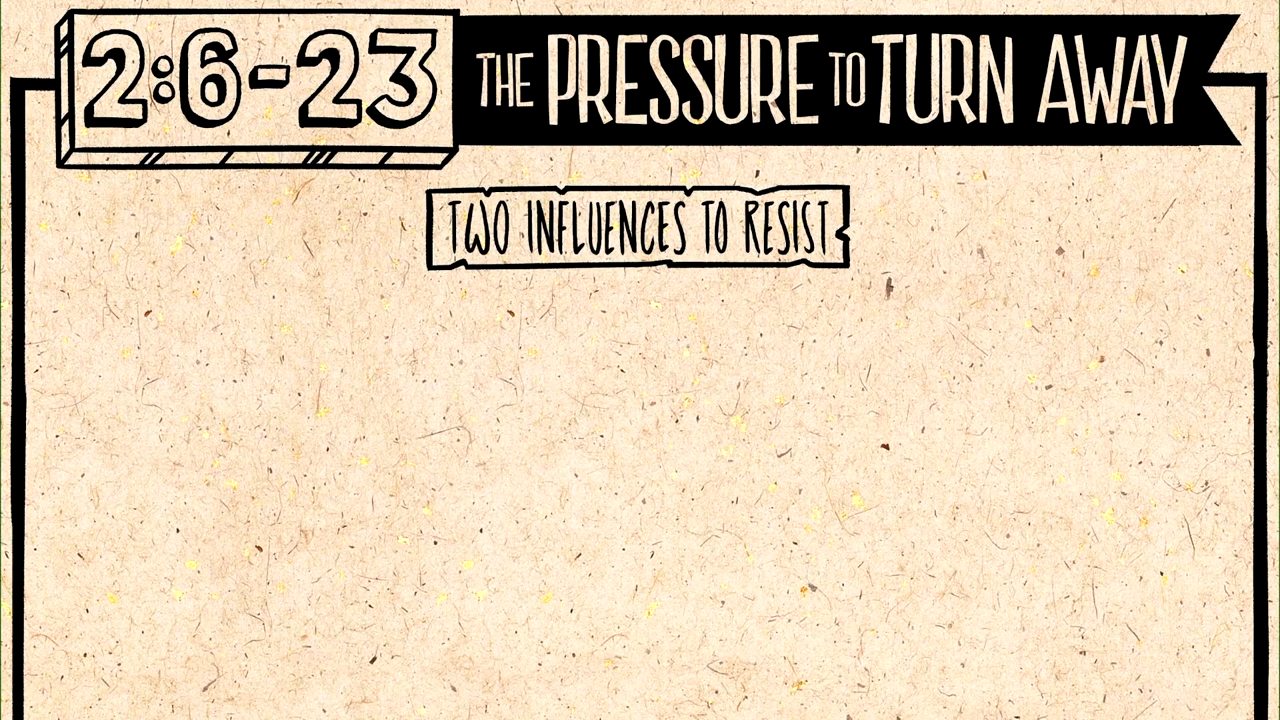 2:6-23 THE PRESSURE TO TURN AWAY
TWO INFLUENCES TO RESIST